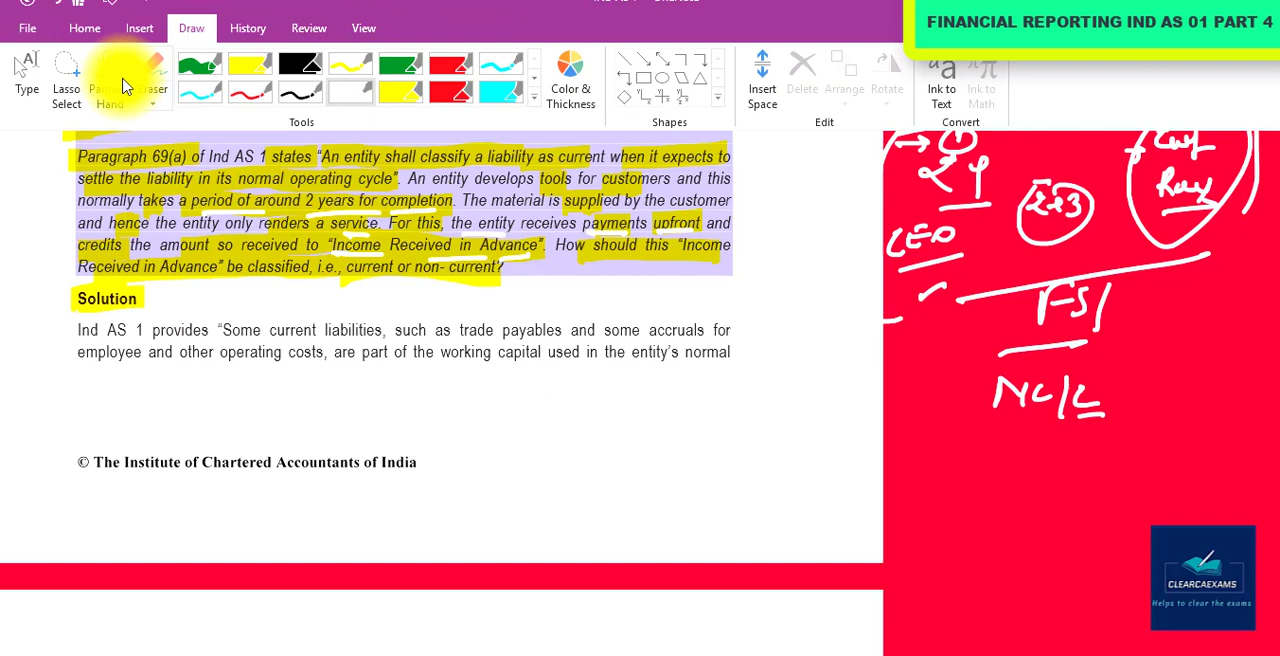 FINANCIAL REPORTING IND AS 01 PART 4
File Home Insert Draw History Review View
Type
Lasso
Select
Hand
Color &
Thickness
Insert
Space
Delete
Arrange
Rotate
Ink to
Text
Ink to
Math
Tools
Shapes
Edit
Convert
Paragraph 69(a) of Ind AS 1 states “An entity shall classify a liability as current when it expects to
settle the liability in its normal operating cycle”. An entity develops tools for customers and this
normally takes a period of around 2 years for completion. The material is supplied by the customer
and hence the entity only renders a service. For this, the entity receives payments upfront and
credits the amount so received to “Income Received in Advance”. How should this “Income
Received in Advance” be classified, i.e., current or non- current?
Solution
Ind AS 1 provides “Some current liabilities, such as trade payables and some accruals for
employee and other operating costs, are part of the working capital used in the entity’s normal
© The Institute of Chartered Accountants of India
FS
NC/C
CLEARCAEXAMS
Helps to clear the exams